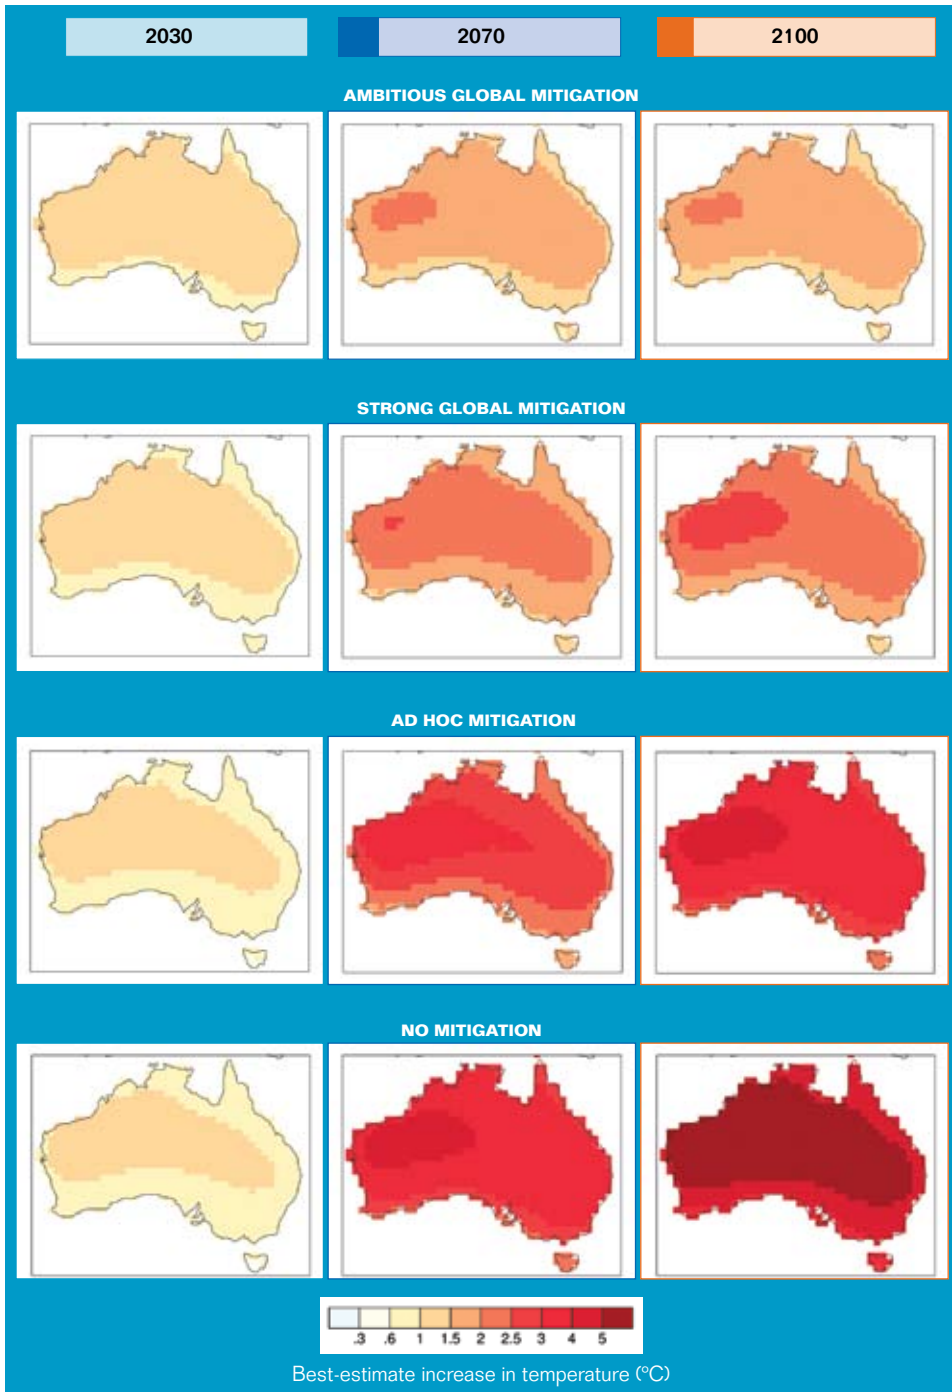 2030 2070 2100
AMBITIOUS GLOBAL MITIGATION
STRONG GLOBAL MITIGATION
AD HOC MITIGATION
NO MITIGATION
.3 .6 1 1.5 2 2.5 3 4 5
Best-estimate increase in temperature (ºC)